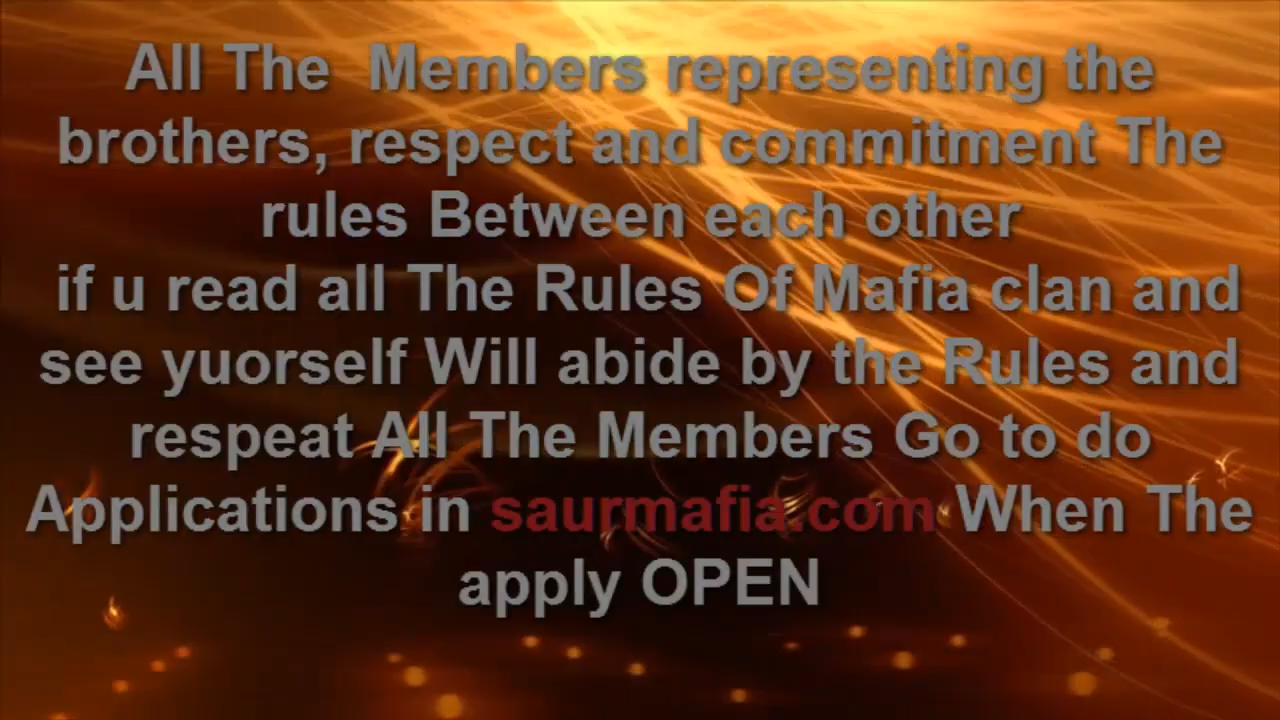 All The  Members representing the
brothers, respect and commitment The
rules Between each other
if u read all The Rules Of Mafia clan and
see yuorself Will abide by the Rules and
respeat All The Members Go to do
Applications in saurmafia.com When The
apply OPEN